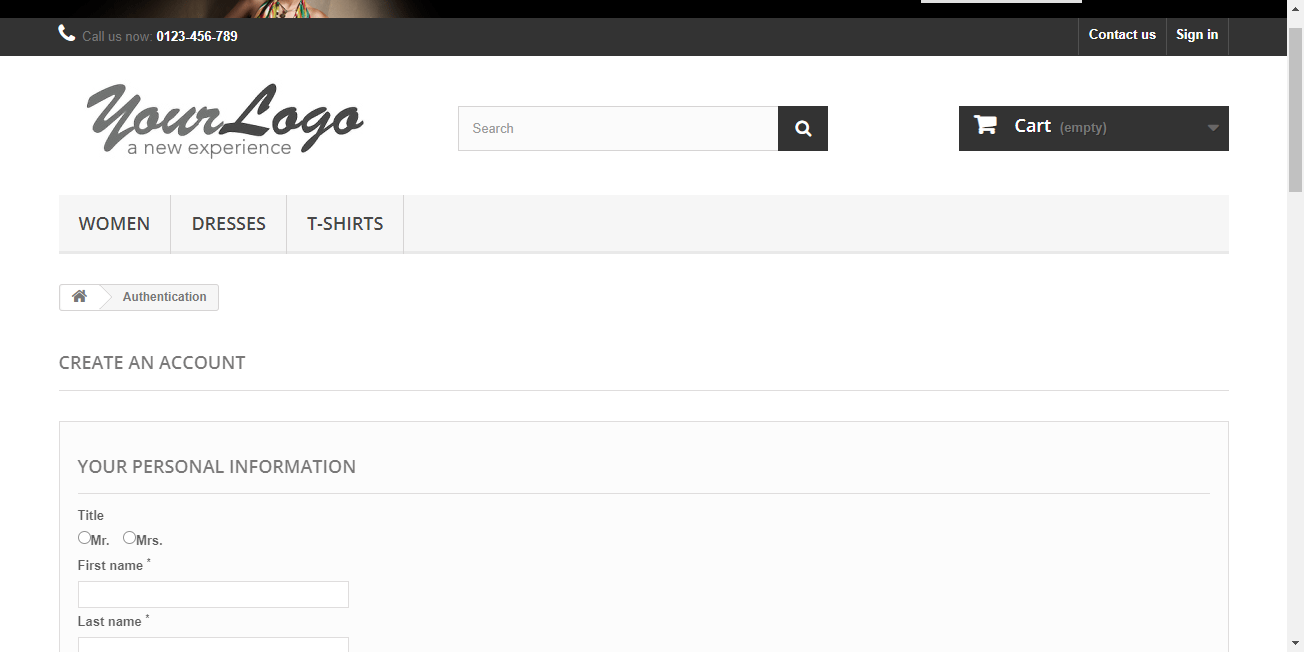 Call us now: 0123-456-789
Contact us
Sign in
YourLogo
a new experience
Search
Cart (empty)
WOMEN
DRESSES
T-SHIRTS
Authentication
CREATE AN ACCOUNT
YOUR PERSONAL INFORMATION
Title
Mr. Mrs.
First name *
Last name *